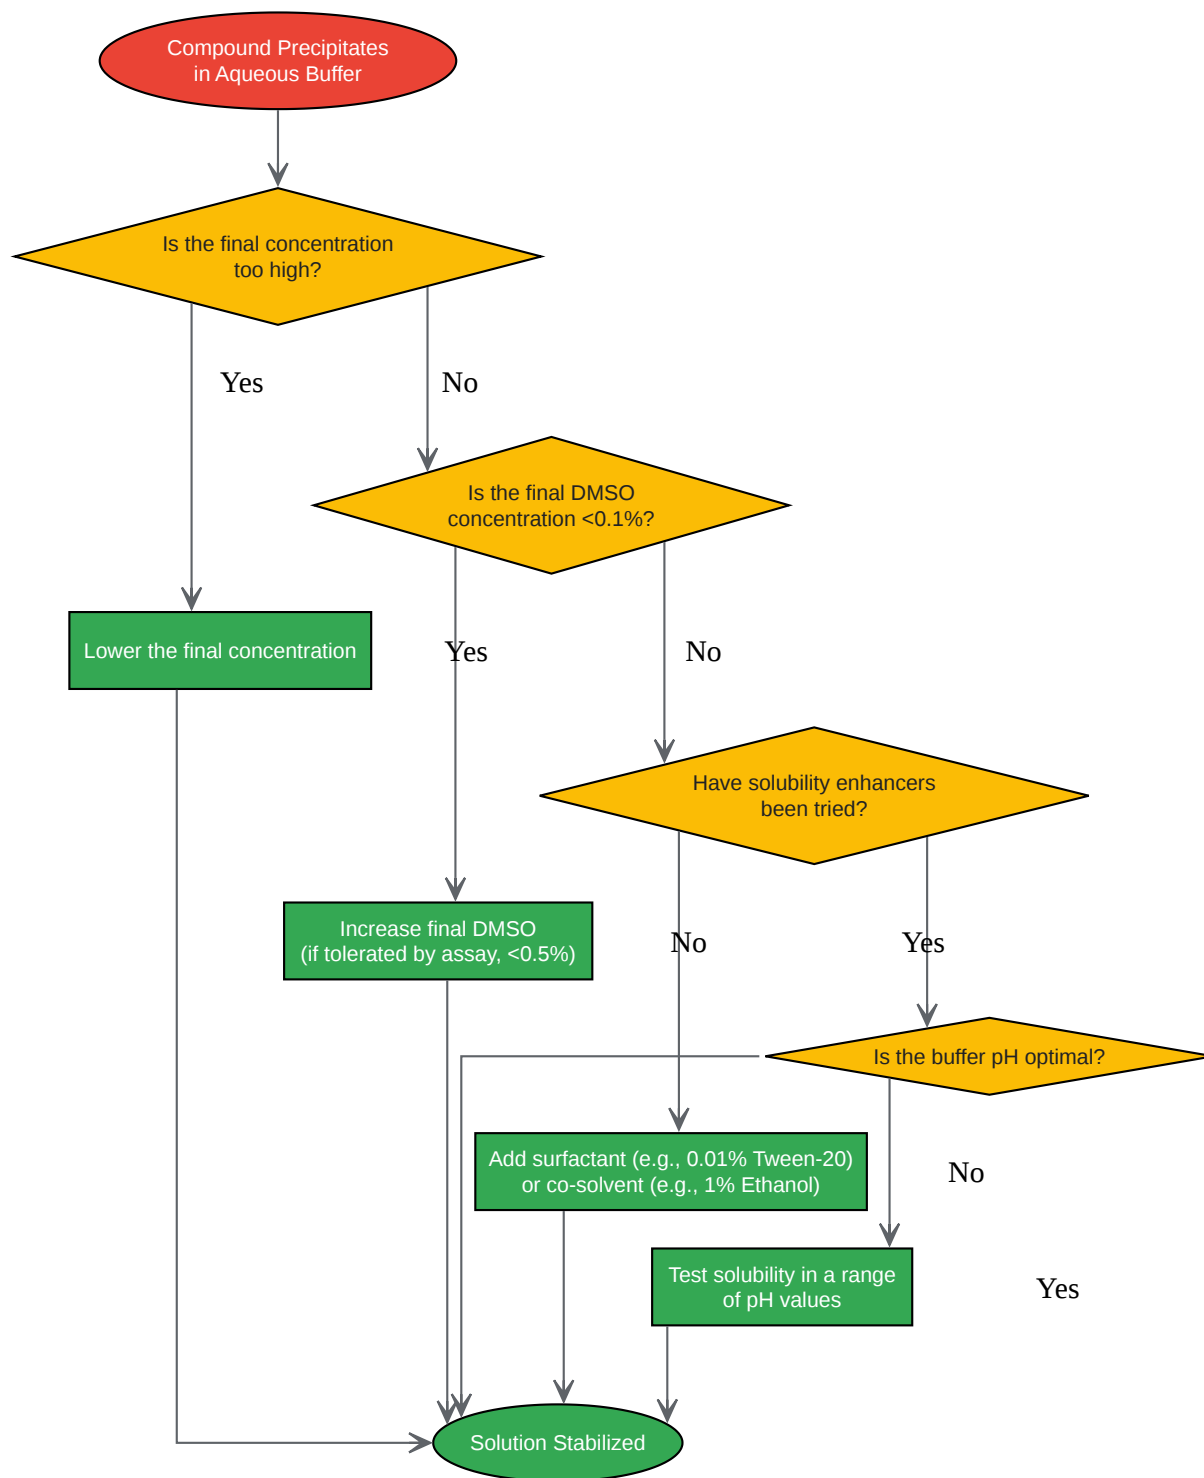 Compound Precipitates
in Aqueous Buffer
Is the final concentration
too high?
Yes
No
Is the final DMSO
concentration <0.1%?
Lower the final concentration
Yes
No
Have solubility enhancers
been tried?
Increase final DMSO
(if tolerated by assay, <0.5%)
No
Yes
Is the buffer pH optimal?
Add surfactant (e.g., 0.01% Tween-20)
or co-solvent (e.g., 1% Ethanol)
No
Test solubility in a range
of pH values
Yes
Solution Stabilized